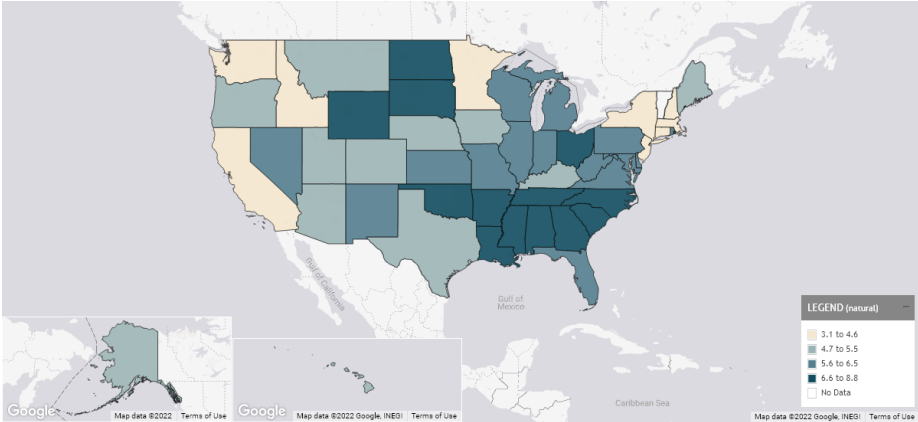 Gulf of California
Gulf of
Mexico
Caribbean Sea
LEGEND (natural) −
3.1 to 4.6
4.7 to 5.5
5.6 to 6.5
6.6 to 8.8
No Data
Google
Map data ©2022 Terms of Use
Google
Map data ©2022 Google, INEGI Terms of Use
Map data ©2022 Google, INEGI Terms of Use